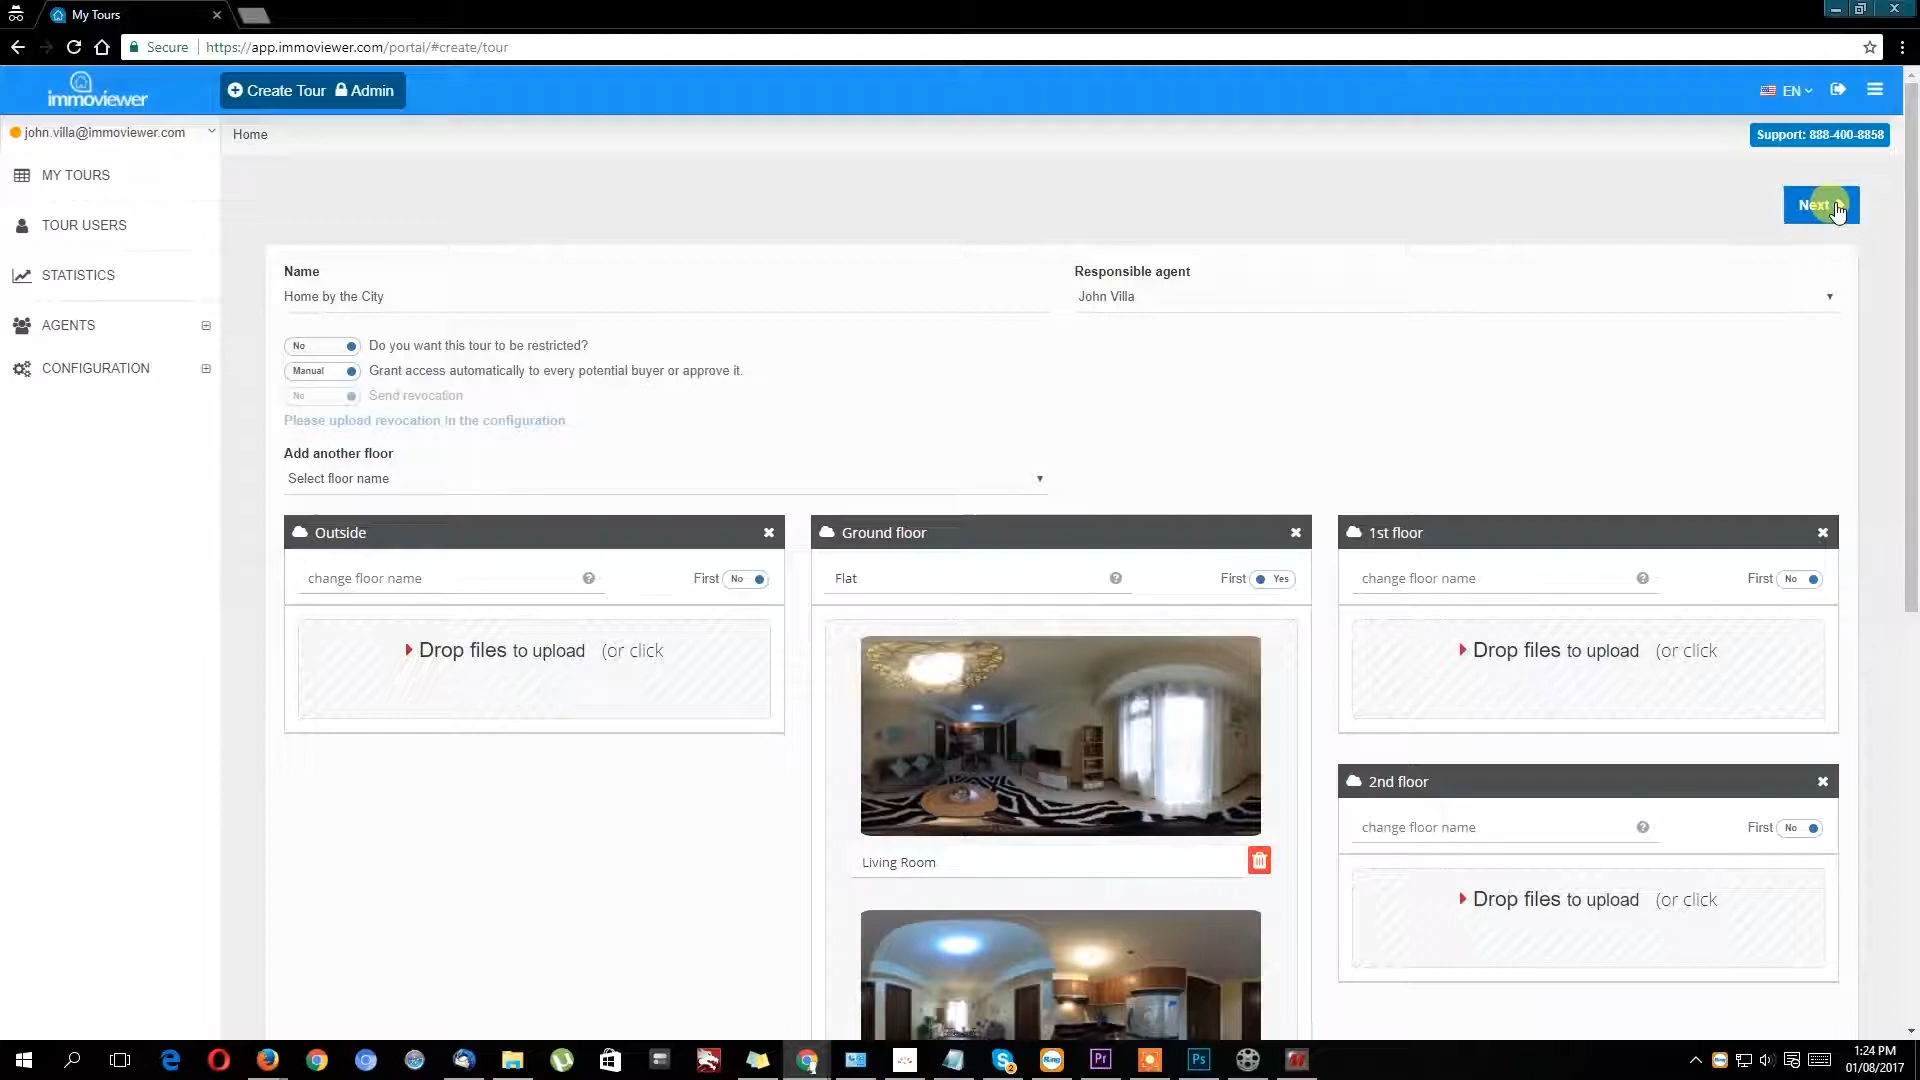 My Tours
Secure
https://app.immoviewer.com/portal/#create/tour
immoviewer
Create Tour
Admin
EN
john.villa@immoviewer.com
Home
Support: 888-400-8858
MY TOURS
TOUR USERS
STATISTICS
AGENTS
CONFIGURATION
Next
Name
Home by the City
Responsible agent
John Villa
No
Do you want this tour to be restricted?
Manual
Grant access automatically to every potential buyer or approve it.
No
Send revocation
Please upload revocation in the configuration
Add another floor
Select floor name
Outside
change floor name
First
No
Drop files to upload (or click
Ground floor
Flat
First
Yes
Living Room
1st floor
change floor name
First
No
Drop files to upload (or click
2nd floor
change floor name
First
No
Drop files to upload (or click
Pr
Ps
2
1:24 PM
01/08/2017